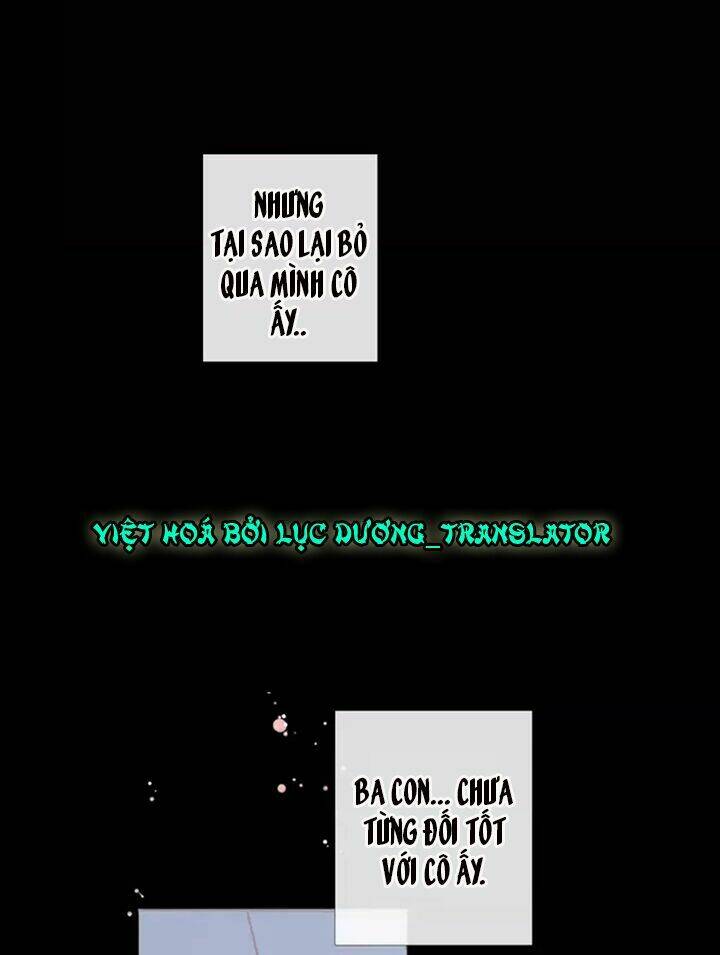 NHƯNG
TẠI SAO LẠI BỎ
QUA MÌNH CÔ
ẤY..
VIỆT HOÁ BỞI LỤC DƯƠNG_TRANSLATOR
BA CON... CHƯA
TỪNG ĐỐI TỐT
VỚI CÔ ẤY.